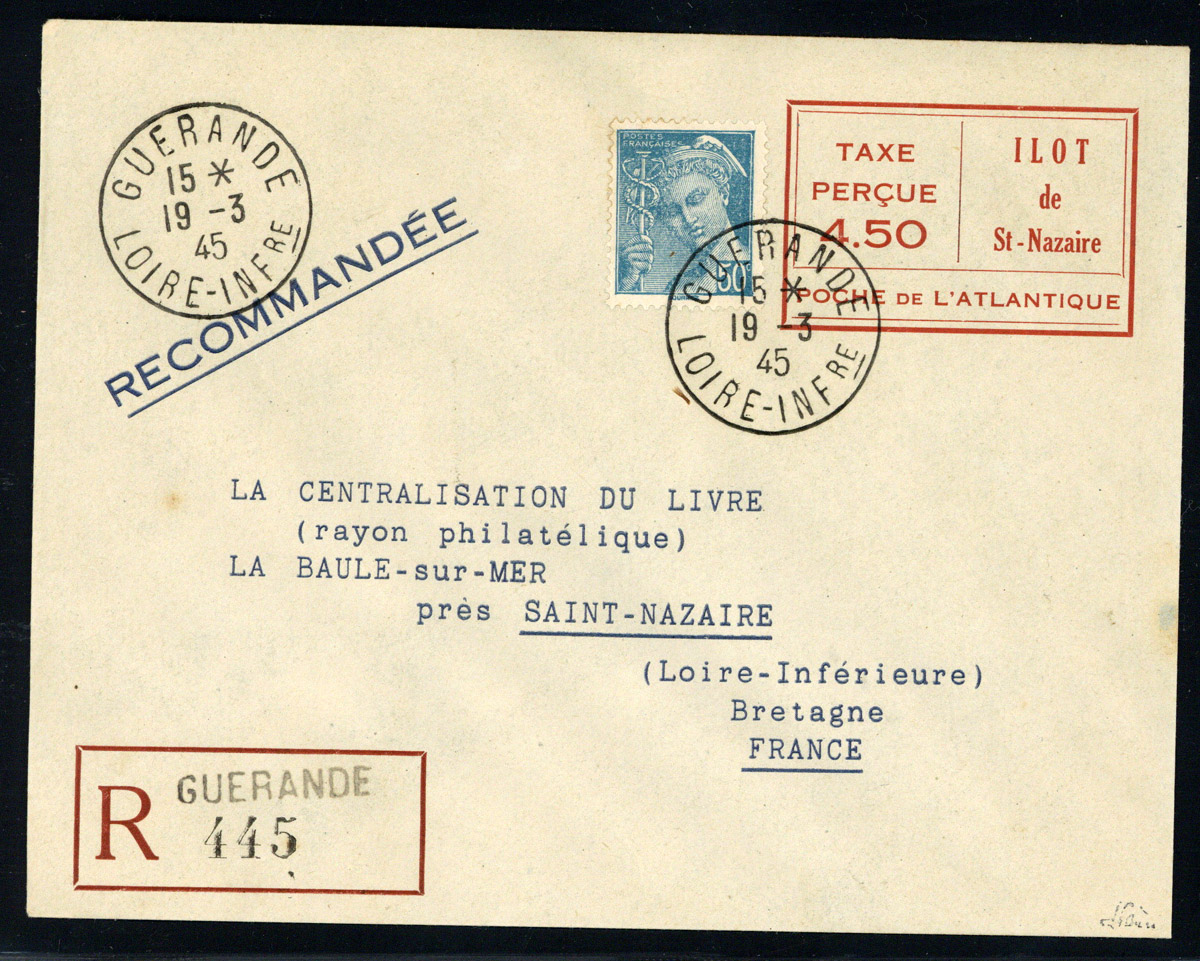 GUERANDE
15 *
19 -3
45
LOIRE-INFRE
RECOMMANDÉE
POSTES
FRANÇAISES
50
TAXE
PERÇUE
4.50
ILOT
de
St-Nazaire
POCHE DE L'ATLANTIQUE
GUERANDE
15 *
19 -3
45
LOIRE-INFRE
LA CENTRALISATION DU LIVRE
(rayon philatélique)
LA BAULE-sur-MER
près SAINT-NAZAIRE
(Loire-Inférieure)
Bretagne
FRANCE
R
GUERANDE
445